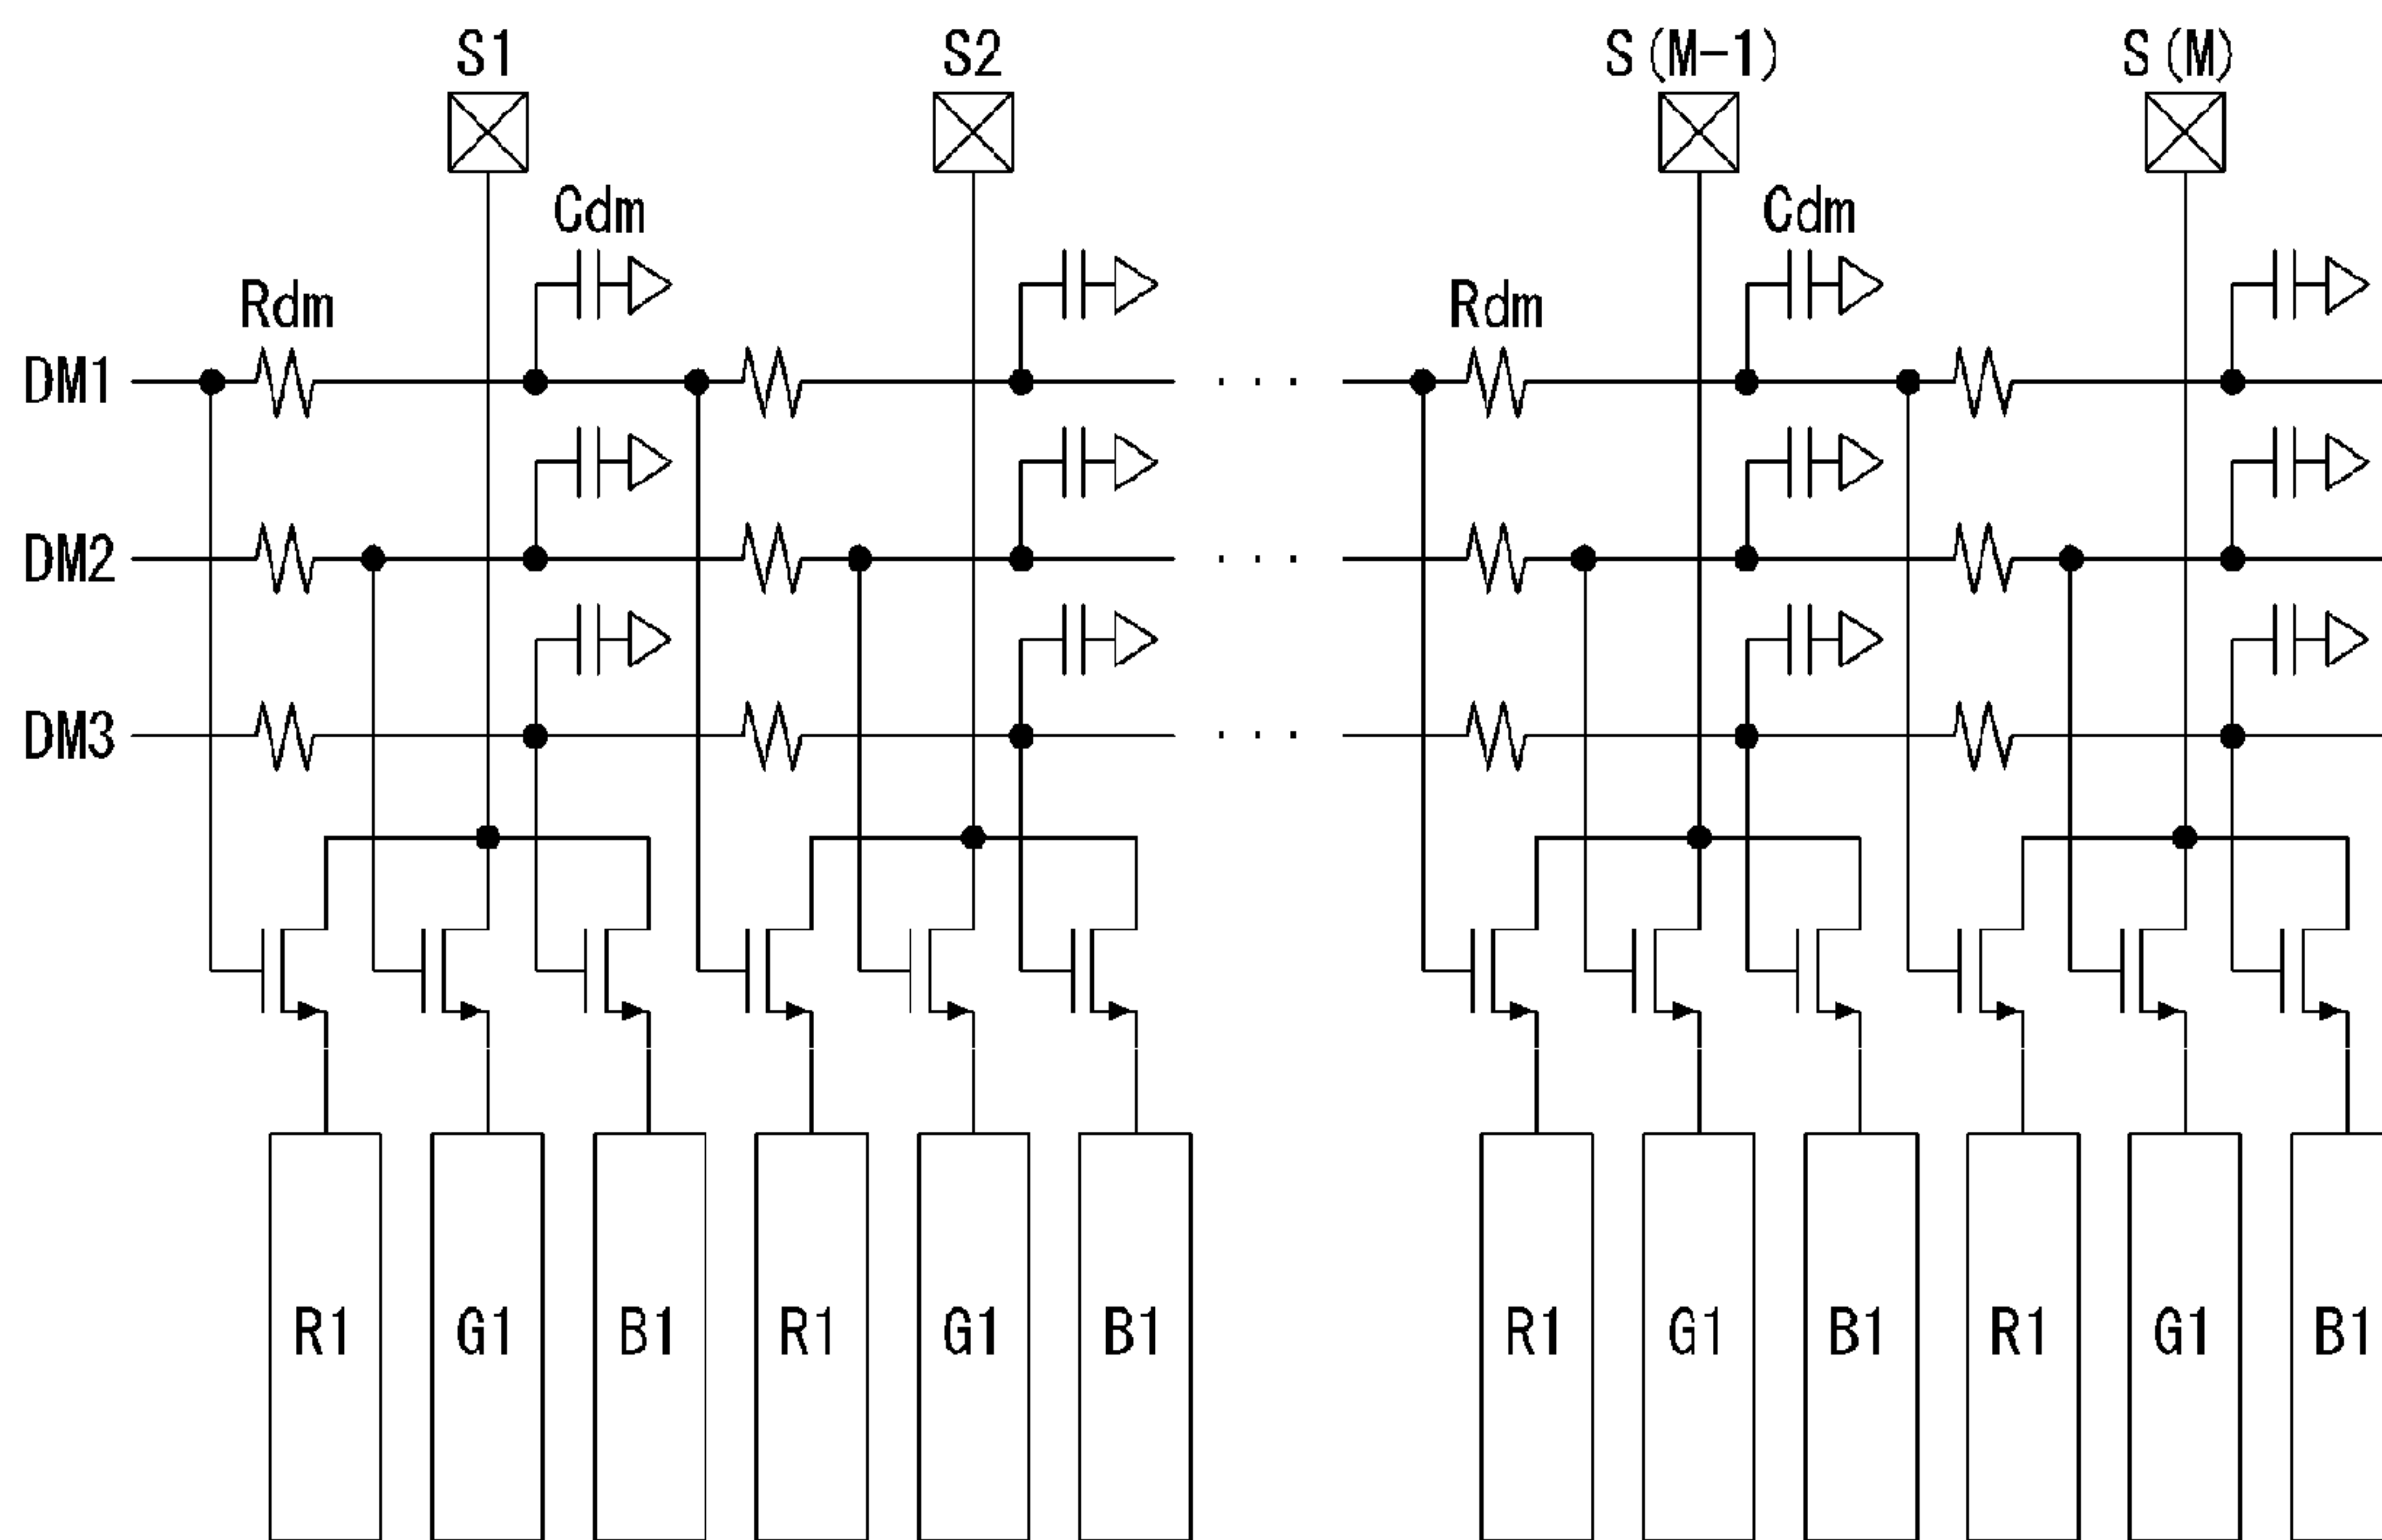 S1 S2 S(M-1) S(M)
Cdm Cdm
Rdm Rdm
DM1 · · ·
DM2 · · ·
DM3 · · ·
R1 G1 B1 R1 G1 B1 R1 G1 B1 R1 G1 B1